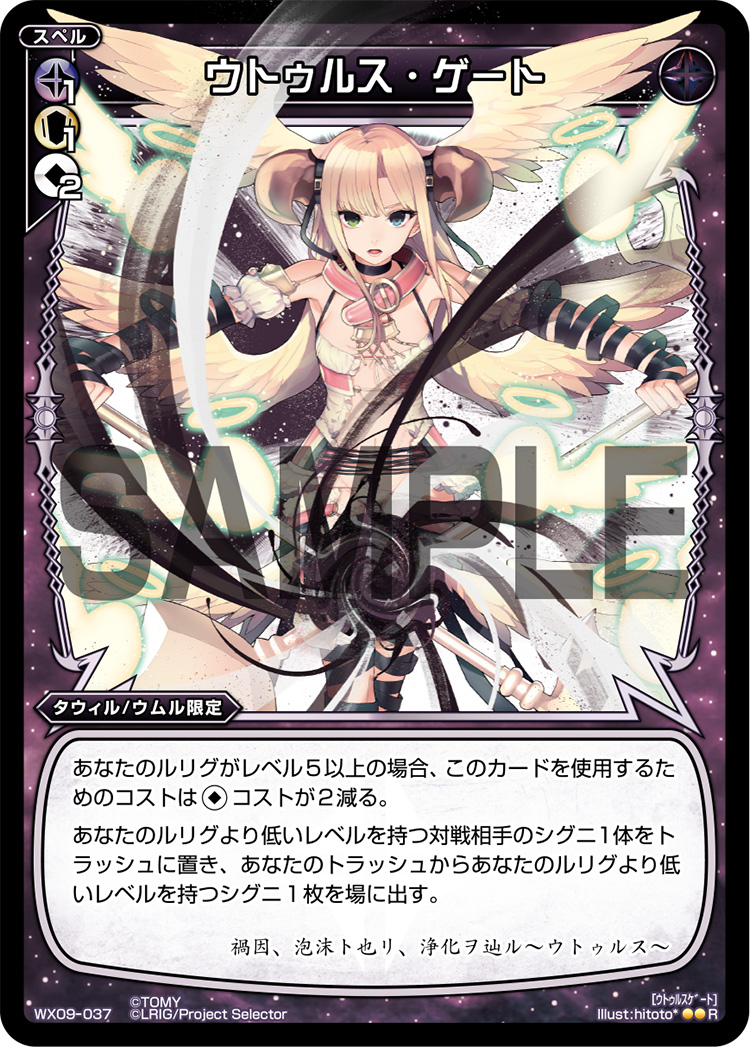 スペル
ウトゥルス・ゲート
1
1
2
SAMPLE
タウィル/ウムル限定
あなたのルリグがレベル5以上の場合、このカードを使用するた
めのコストは◆コストが2減る。
あなたのルリグより低いレベルを持つ対戦相手のシグニ1体をト
ラッシュに置き、あなたのトラッシュからあなたのルリグより低
いレベルを持つシグニ1枚を場に出す。
禍因、泡沫ト也リ、浄化ヲ辿ル～ウトゥルス～
WX09-037 ©TOMY
©LRIG/Project Selector
[ウトゥルスゲート]
Illust:hitoto* R